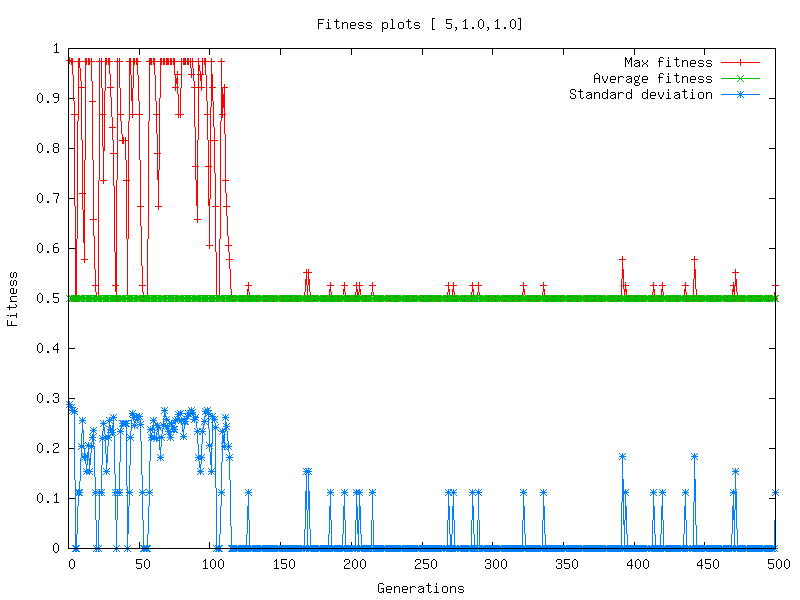 Fitness plots [ 5,1.0,1.0]
Max fitness
Average fitness
Standard deviation
Fitness
1
0.9
0.8
0.7
0.6
0.5
0.4
0.3
0.2
0.1
0
0 50 100 150 200 250 300 350 400 450 500
Generations